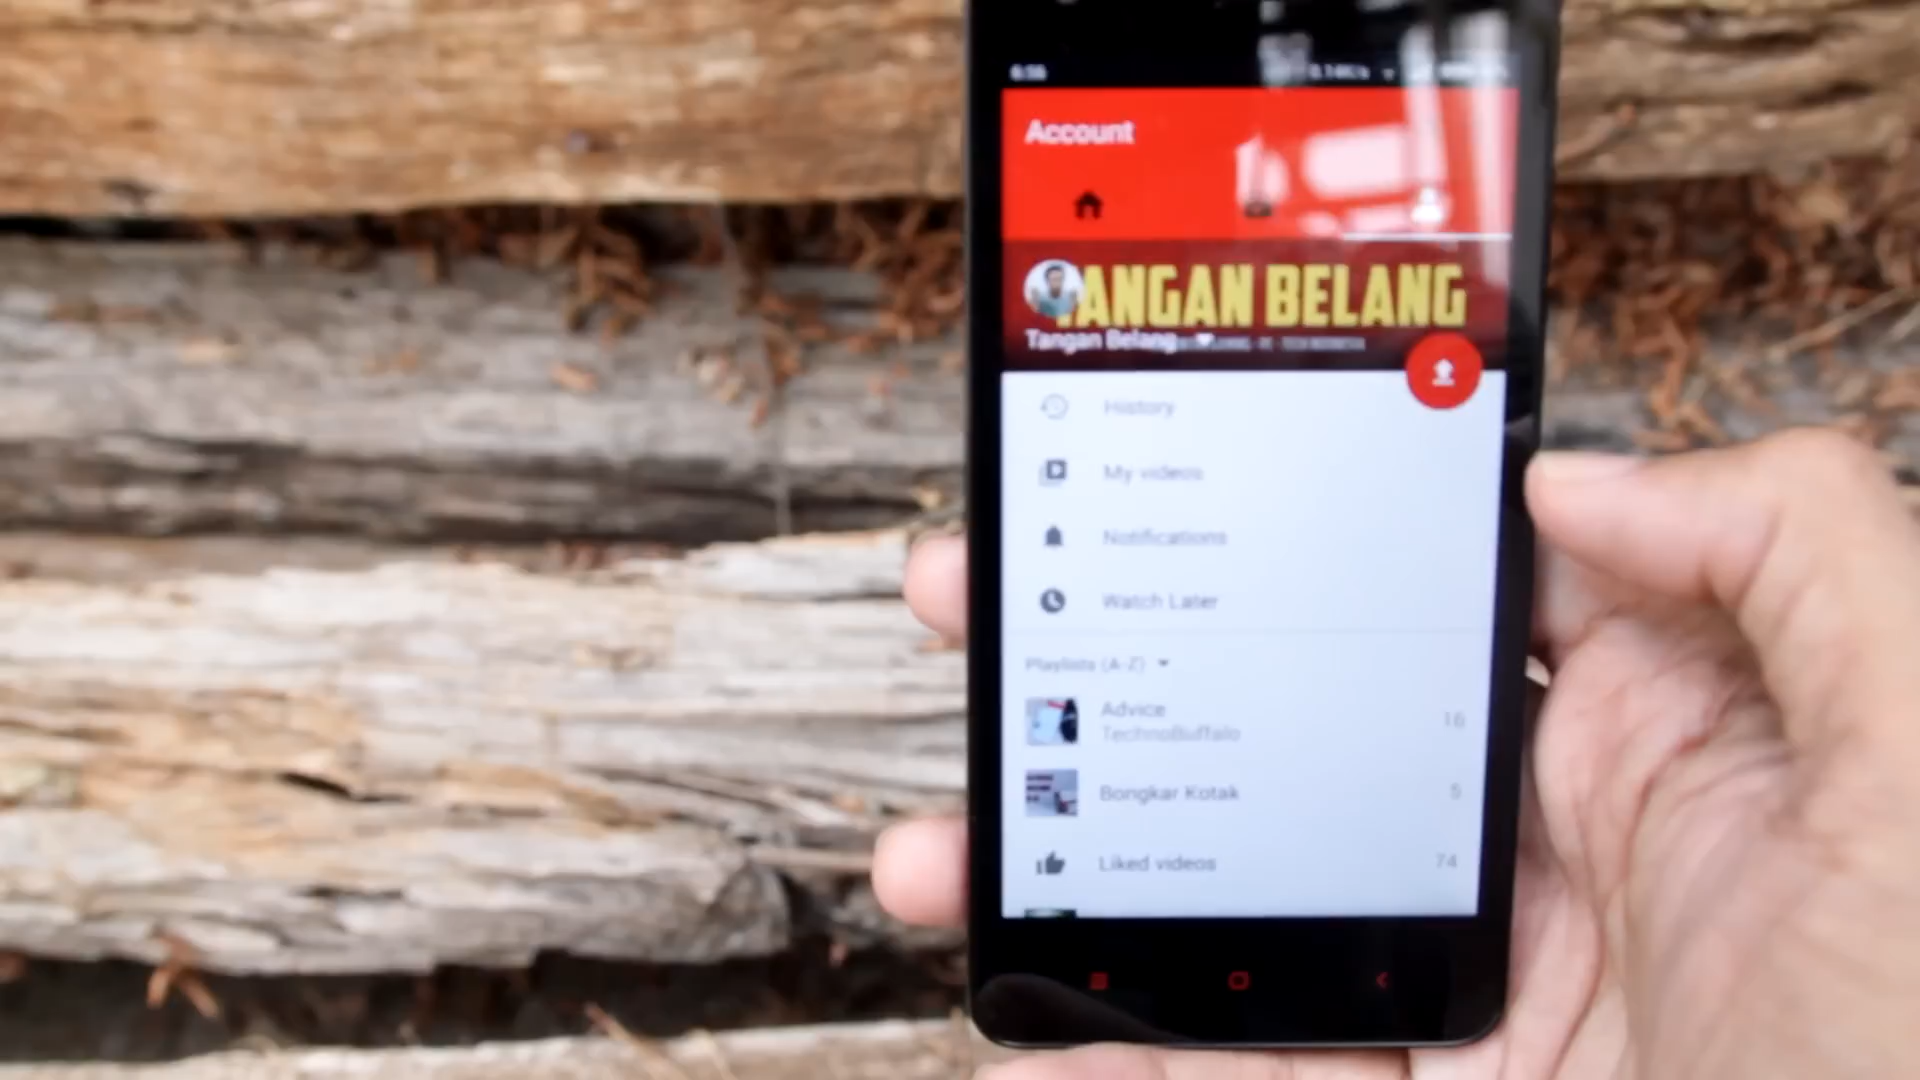 Account
TANGAN BELANG
Tangan Belang
History
My videos
Notifications
Watch Later
Playlists (A-Z)
Advice 16
TechnoBuffalo
Bongkar Kotak 5
Liked videos 74